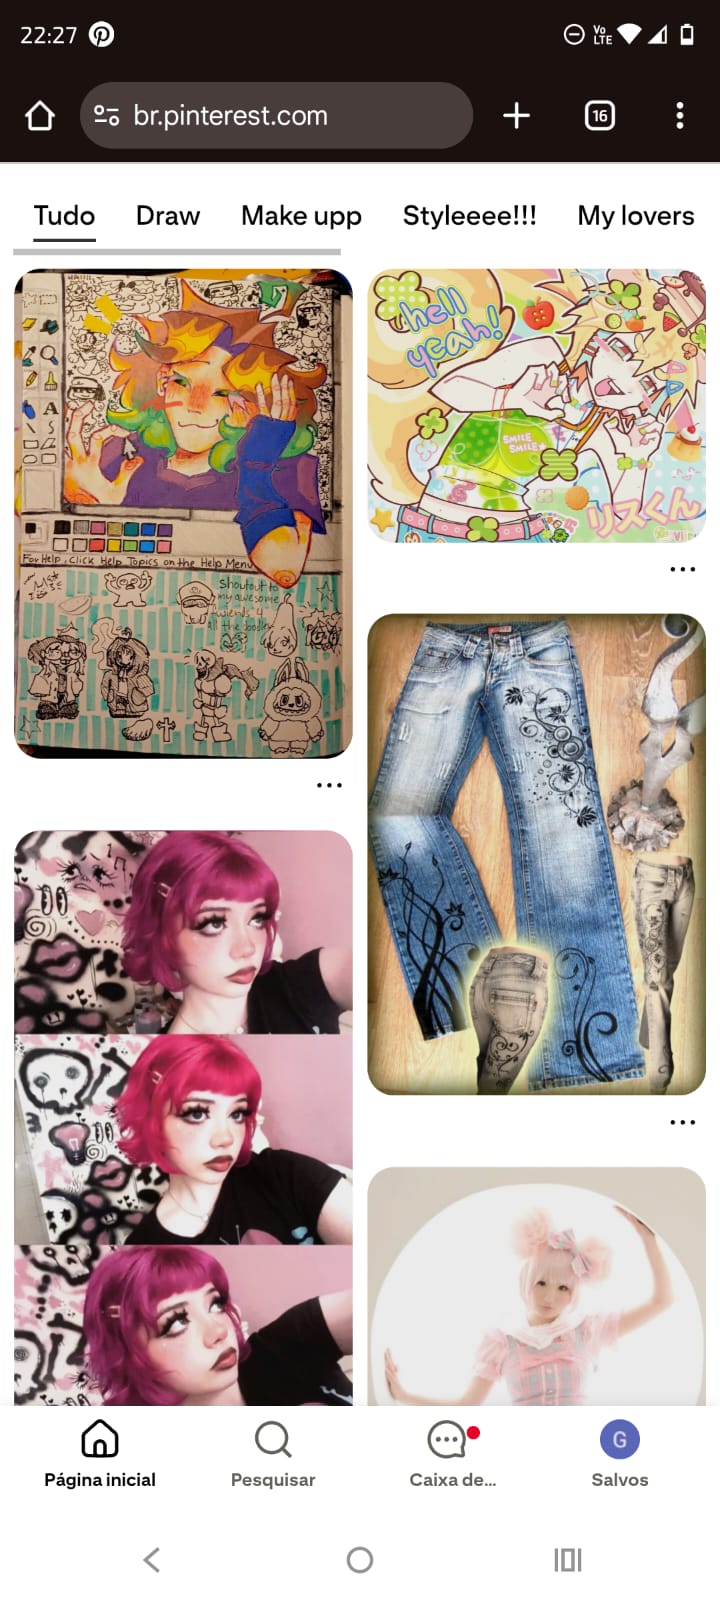 22:27
Vo
LTE
br.pinterest.com
16
Tudo
Draw
Make upp
Styleeee!!!
My lovers
For Help, Click Help Topics on the Help Menu
Shoutout to
my awesome
all the doodles
hell
yeah!
SMILE
SMILE
リスくん
Página inicial
Pesquisar
Caixa de...
G
Salvos